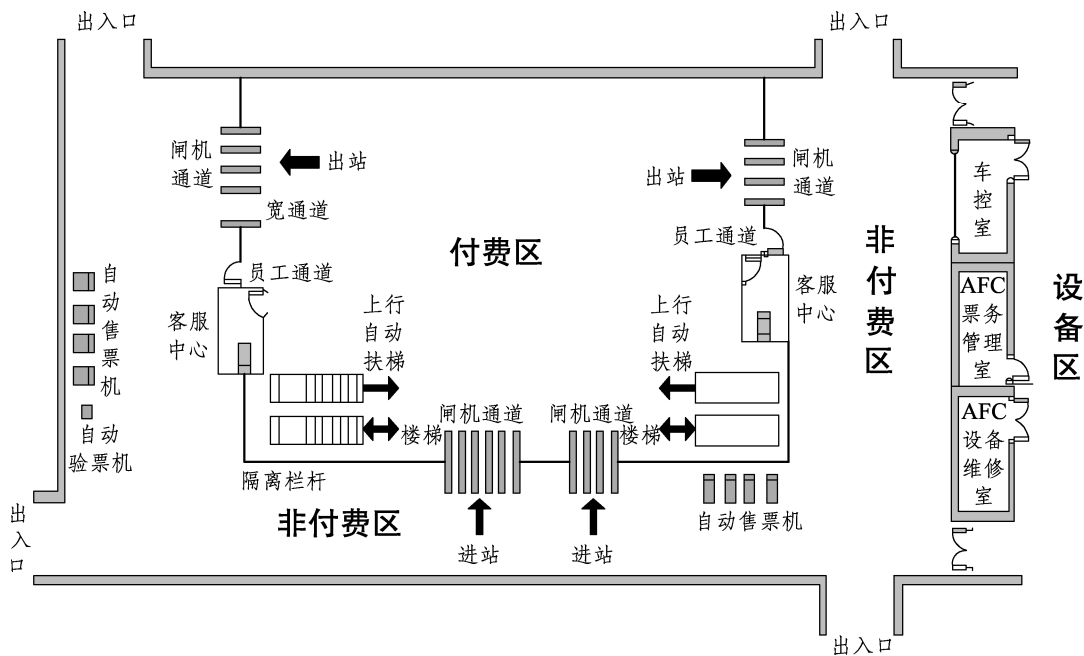 出入口
出入口
闸机
通道
出站
宽通道
员工通道
客服
中心
付费区
出站
闸机
通道
员工通道
客服
中心
非付费区
车控室
AFC
票务
管理
室
AFC
设备
维修
室
设备区
自动售票机
自动
验票机
上行
自动
扶梯
楼梯
上行
自动
扶梯
楼梯
闸机通道
闸机通道
隔离栏杆
非付费区
进站
进站
自动售票机
出入口
出入口